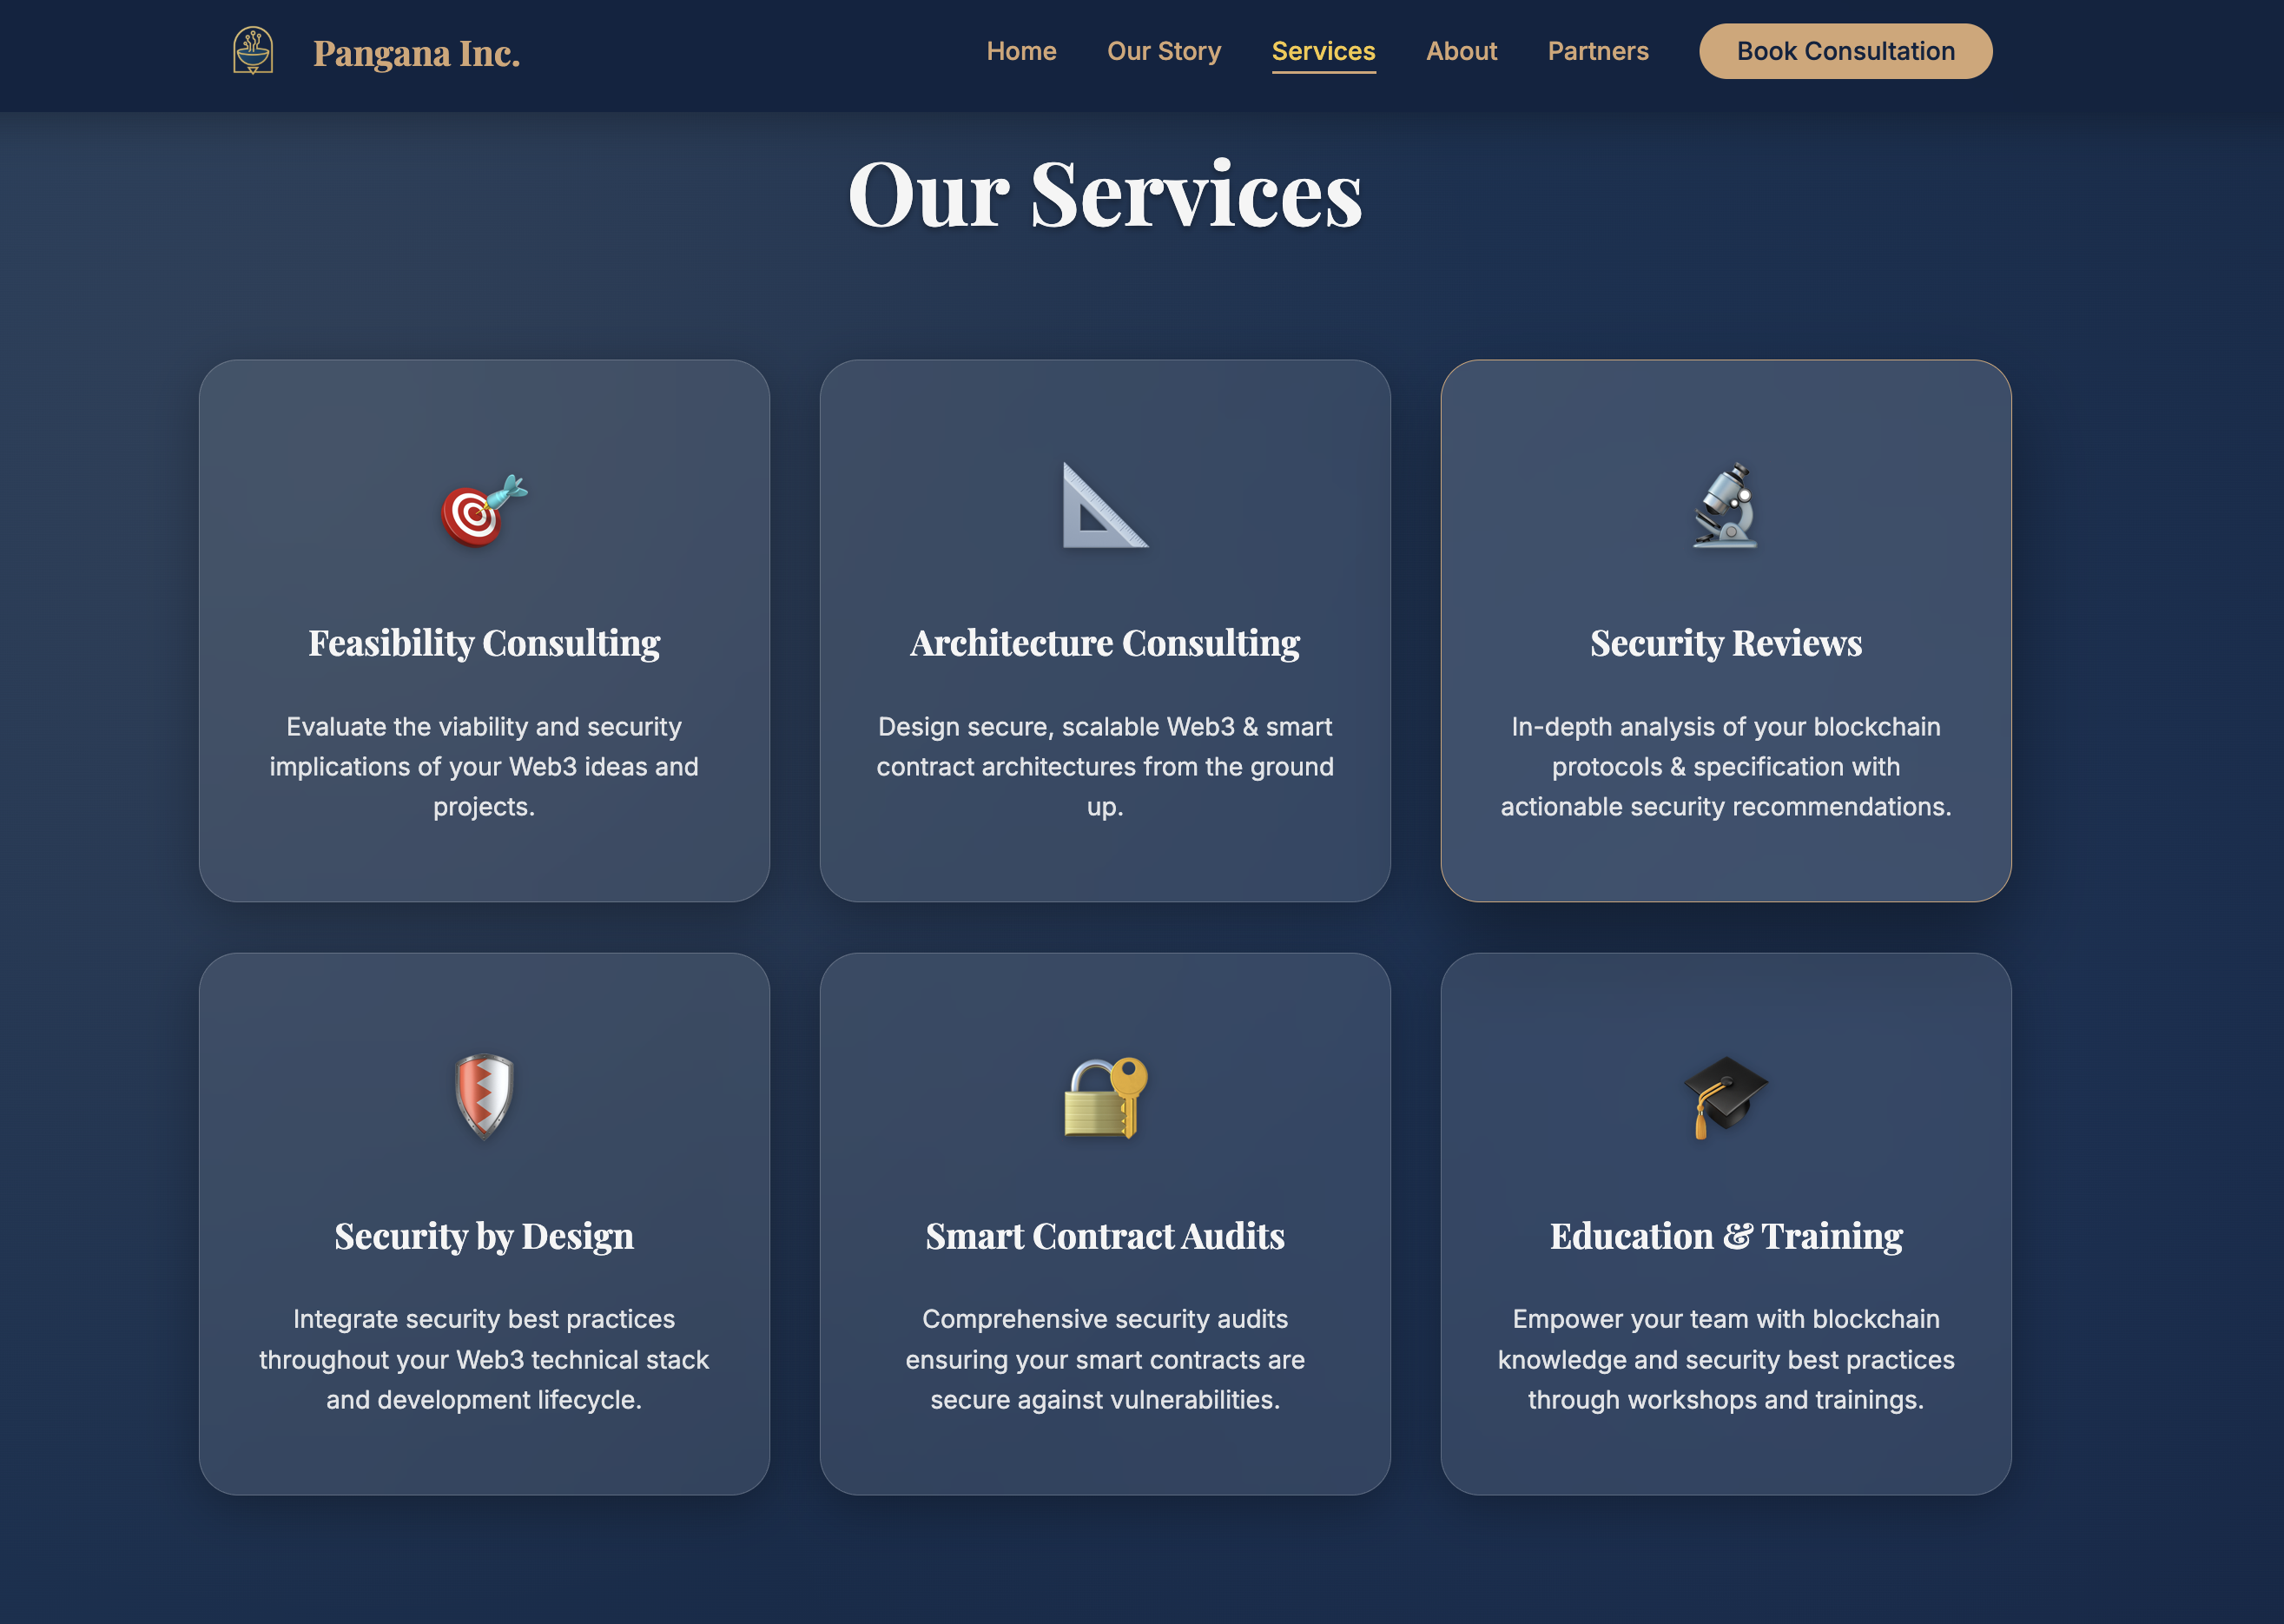 Pangana Inc.
Home
Our Story
Services
About
Partners
Book Consultation
Our Services
Feasibility Consulting
Evaluate the viability and security
implications of your Web3 ideas and
projects.
Architecture Consulting
Design secure, scalable Web3 & smart
contract architectures from the ground
up.
Security Reviews
In-depth analysis of your blockchain
protocols & specification with
actionable security recommendations.
Security by Design
Integrate security best practices
throughout your Web3 technical stack
and development lifecycle.
Smart Contract Audits
Comprehensive security audits
ensuring your smart contracts are
secure against vulnerabilities.
Education & Training
Empower your team with blockchain
knowledge and security best practices
through workshops and trainings.